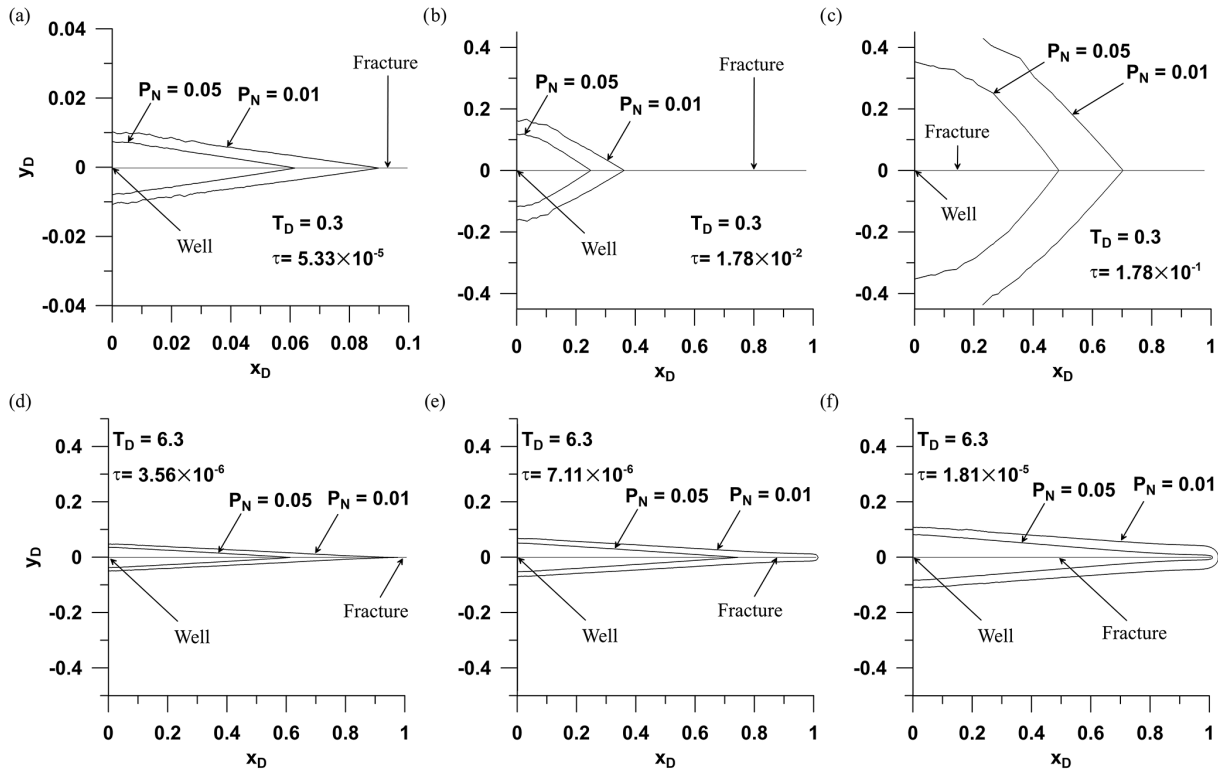 (a)
0.04
0.02
0
-0.02
-0.04
y_D
P_N = 0.05
P_N = 0.01
Fracture
Well
T_D = 0.3
τ= 5.33×10^-5
0 0.02 0.04 0.06 0.08 0.1
x_D
(b)
0.4
0.2
0
-0.2
-0.4
P_N = 0.05
P_N = 0.01
Fracture
Well
T_D = 0.3
τ= 1.78×10^-2
0 0.2 0.4 0.6 0.8 1
x_D
(c)
0.4
0.2
0
-0.2
-0.4
P_N = 0.05
P_N = 0.01
Fracture
Well
T_D = 0.3
τ= 1.78×10^-1
0 0.2 0.4 0.6 0.8 1
x_D
(d)
0.4
0.2
0
-0.2
-0.4
y_D
T_D = 6.3
τ= 3.56×10^-6
P_N = 0.05
P_N = 0.01
Well
Fracture
0 0.2 0.4 0.6 0.8 1
x_D
(e)
0.4
0.2
0
-0.2
-0.4
T_D = 6.3
τ= 7.11×10^-6
P_N = 0.05
P_N = 0.01
Well
Fracture
0 0.2 0.4 0.6 0.8 1
x_D
(f)
0.4
0.2
0
-0.2
-0.4
T_D = 6.3
τ= 1.81×10^-5
P_N = 0.05
P_N = 0.01
Well
Fracture
0 0.2 0.4 0.6 0.8 1
x_D